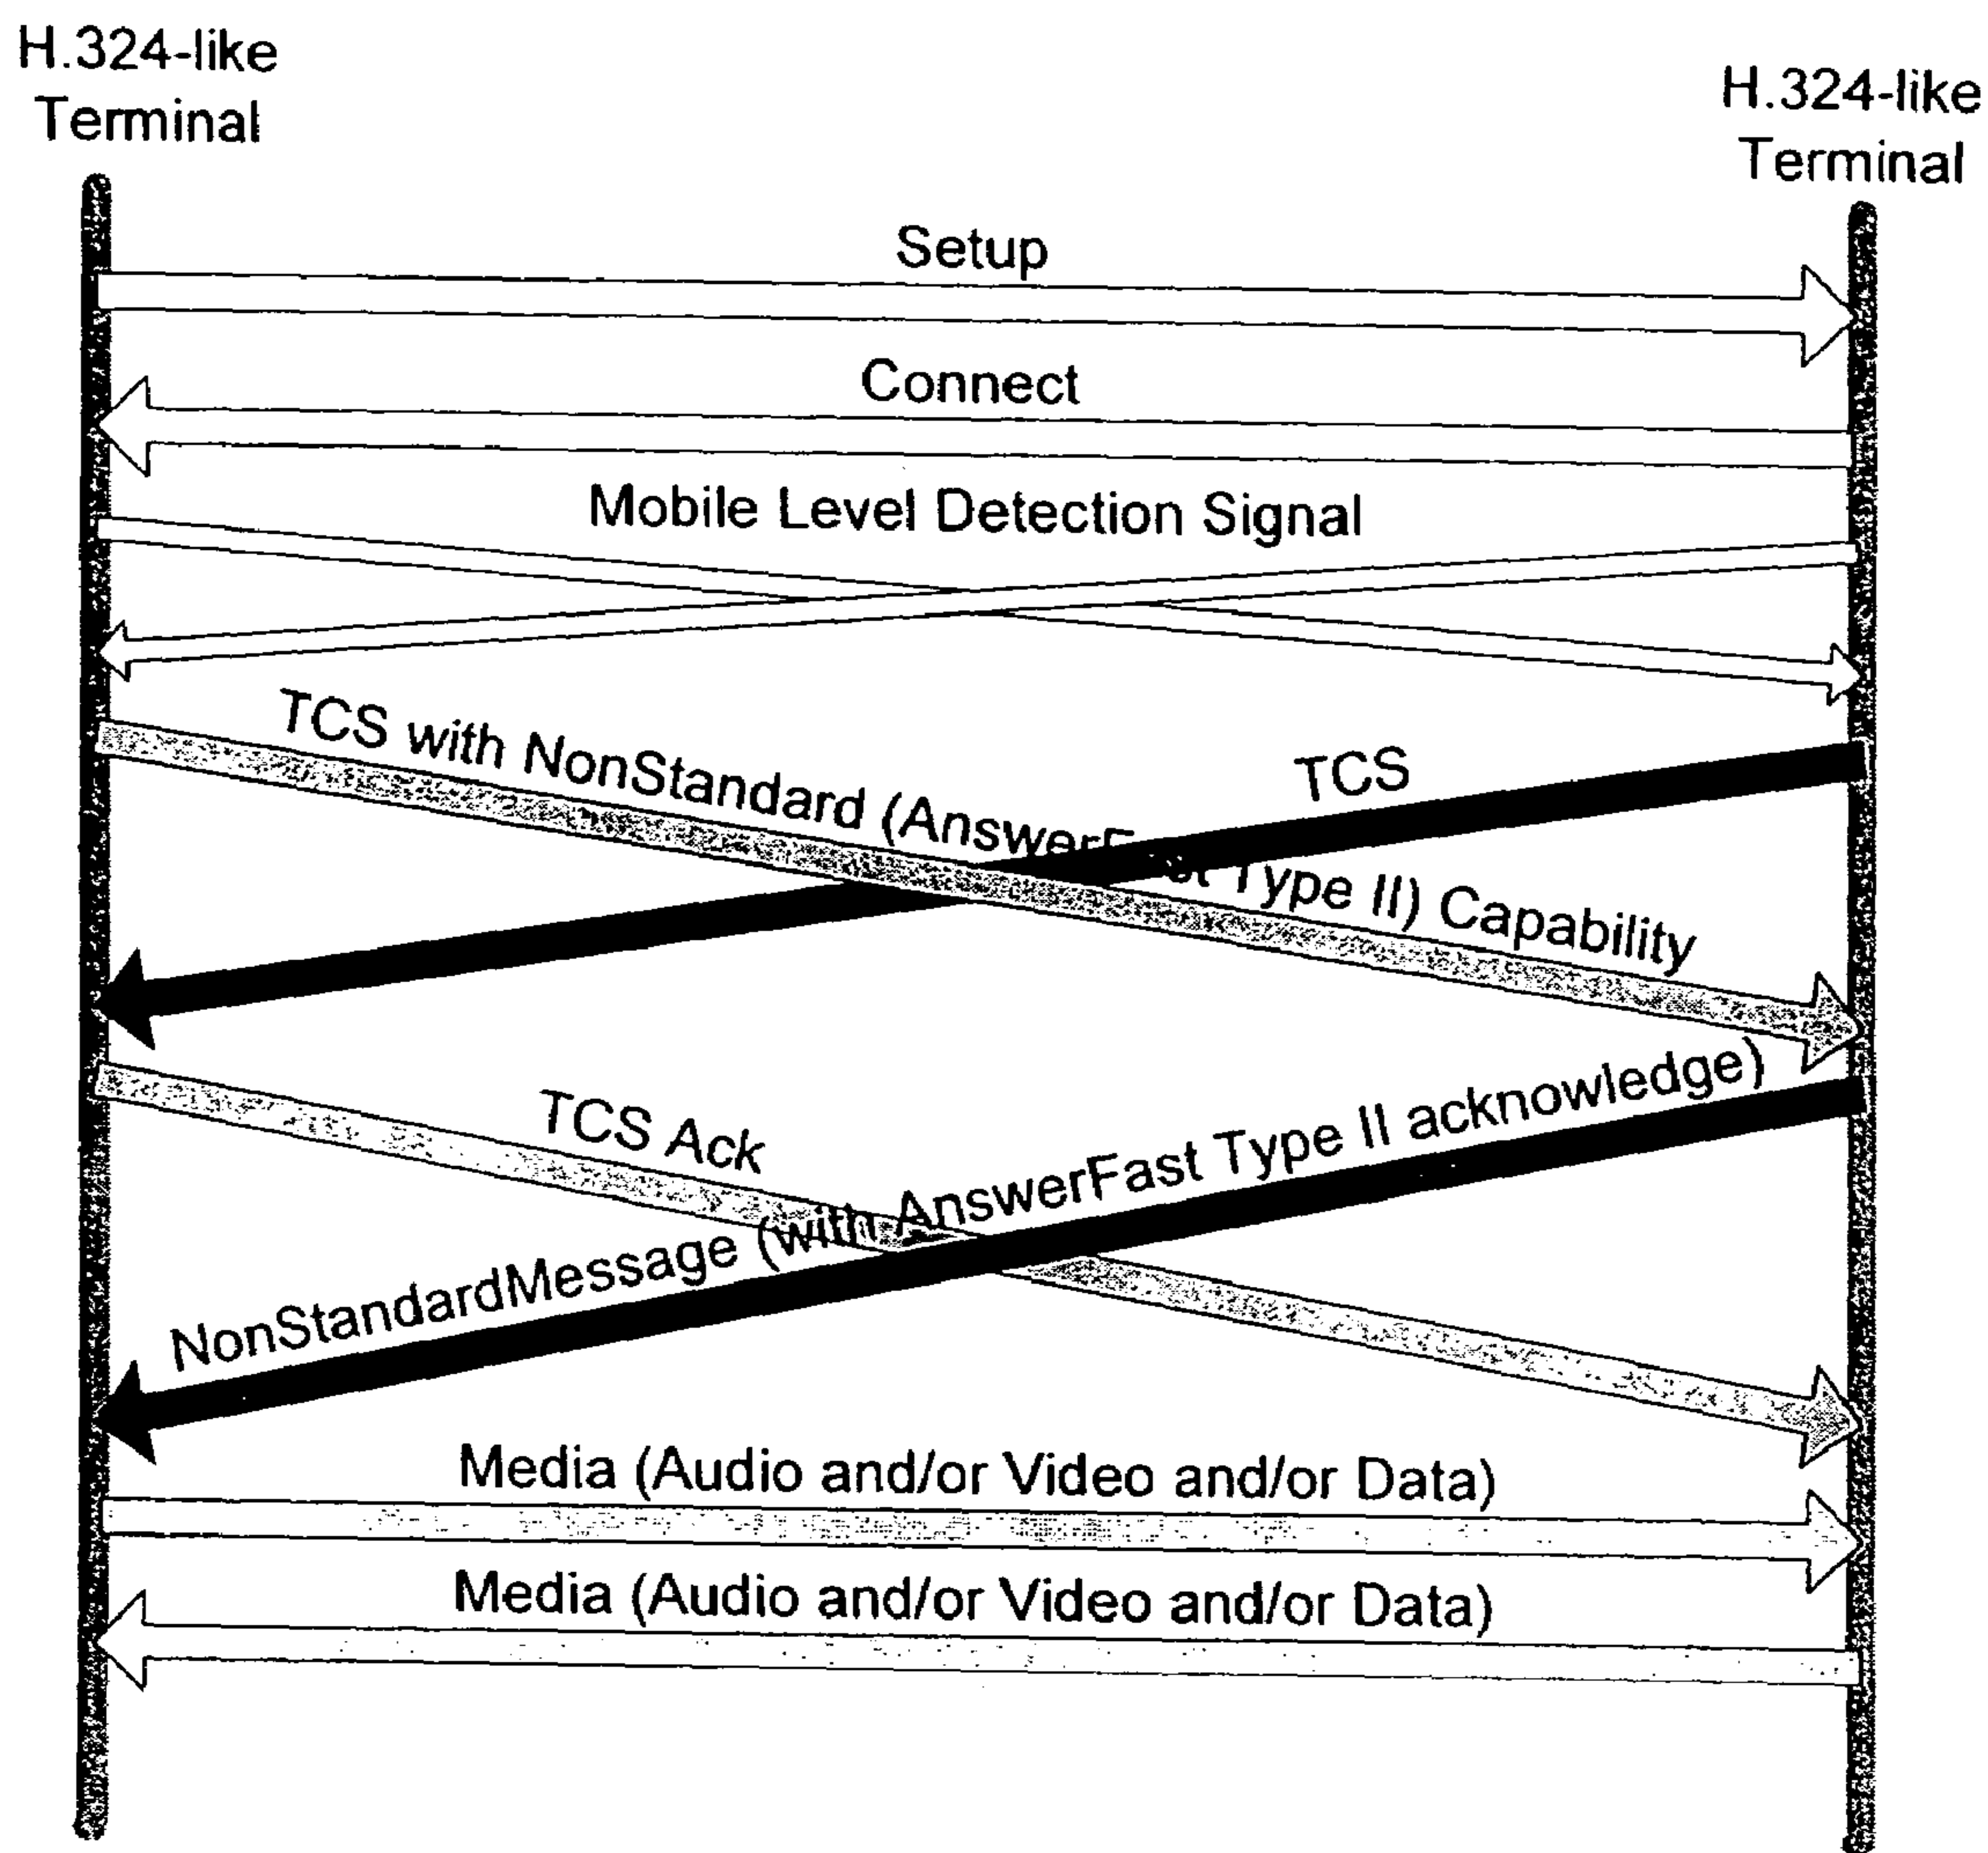 H.324-like
Terminal
H.324-like
Terminal
Setup
Connect
Mobile Level Detection Signal
TCS with NonStandard (AnswerFast Type II) Capability
TCS
TCS Ack
NonStandardMessage (with AnswerFast Type II acknowledge)
Media (Audio and/or Video and/or Data)
Media (Audio and/or Video and/or Data)